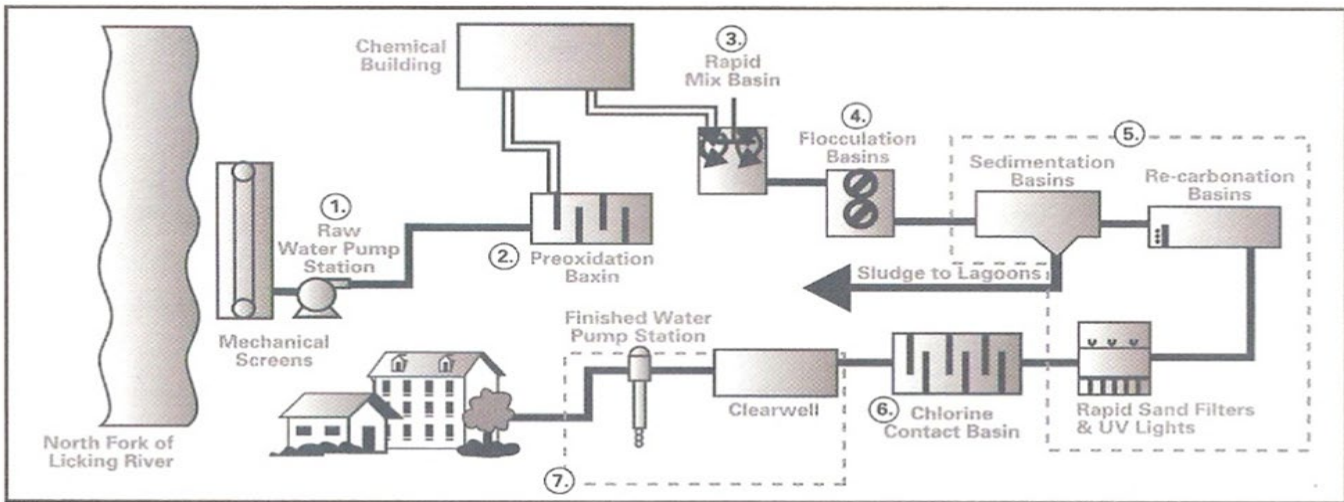 Chemical
Building
3.
Rapid
Mix Basin
4.
Flocculation
Basins
5.
Sedimentation
Basins
Re-carbonation
Basins
1.
Raw
Water Pump
Station
2.
Preoxidation
Baxin
Sludge to Lagoons
Mechanical
Screens
Finished Water
Pump Station
Clearwell
6.
Chlorine
Contact Basin
Rapid Sand Filters
& UV Lights
North Fork of
Licking River
7.